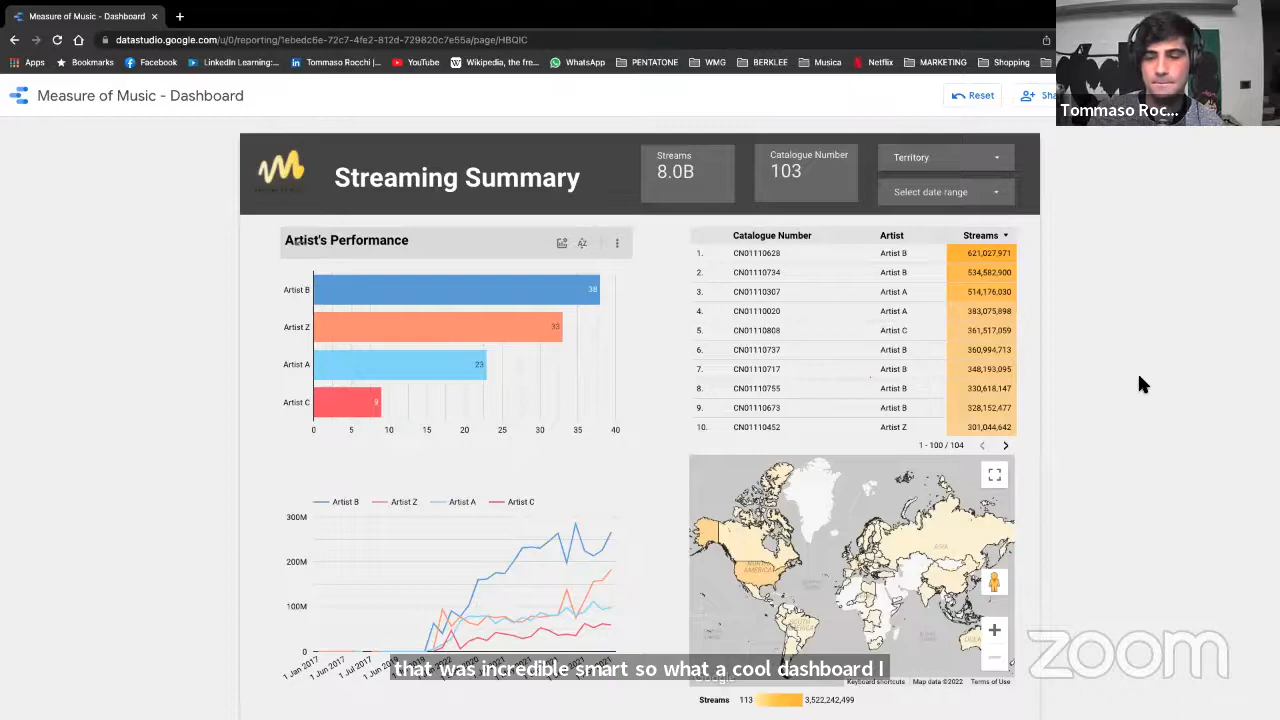 Measure of Music - Dashboard
datastudio.google.com/u/0/reporting/1ebedc6e-72c7-4fe2-812d-729820c7e55a/page/HBQIC
Apps Bookmarks Facebook LinkedIn Learning:... Tommaso Rocchi /... YouTube Wikipedia, the fre... WhatsApp PENTATONE WMG BERKLEE Musica Netflix MARKETING Shopping
Tommaso Roc...
Measure of Music - Dashboard
Reset
Sha
Streaming Summary
Streams
8.0B
Catalogue Number
103
Territory
Select date range
Artist's Performance
Artist B 38
Artist Z 33
Artist A 23
Artist C 9
0 5 10 15 20 25 30 35 40
Catalogue Number Artist Streams
1. CN01110628 Artist B 621,027,971
2. CN01110734 Artist B 534,582,900
3. CN01110307 Artist A 514,176,030
4. CN01110020 Artist A 383,075,898
5. CN01110808 Artist C 361,517,059
6. CN01110737 Artist B 360,994,713
7. CN01110717 Artist B 348,193,095
8. CN01110755 Artist B 330,618,147
9. CN01110673 Artist B 328,152,477
10. CN01110452 Artist Z 301,044,642
1 - 100 / 104
Artist B Artist Z Artist A Artist C
300M
200M
100M
0
1 Jan 2017
1 Jun 2017
NORTH
AMERICA
ASIA
SOUTH
AMERICA
Keyboard shortcuts Map data ©2022 Terms of Use
Streams 113 3,522,242,499
that was incredible smart so what a cool dashboard I
zoom